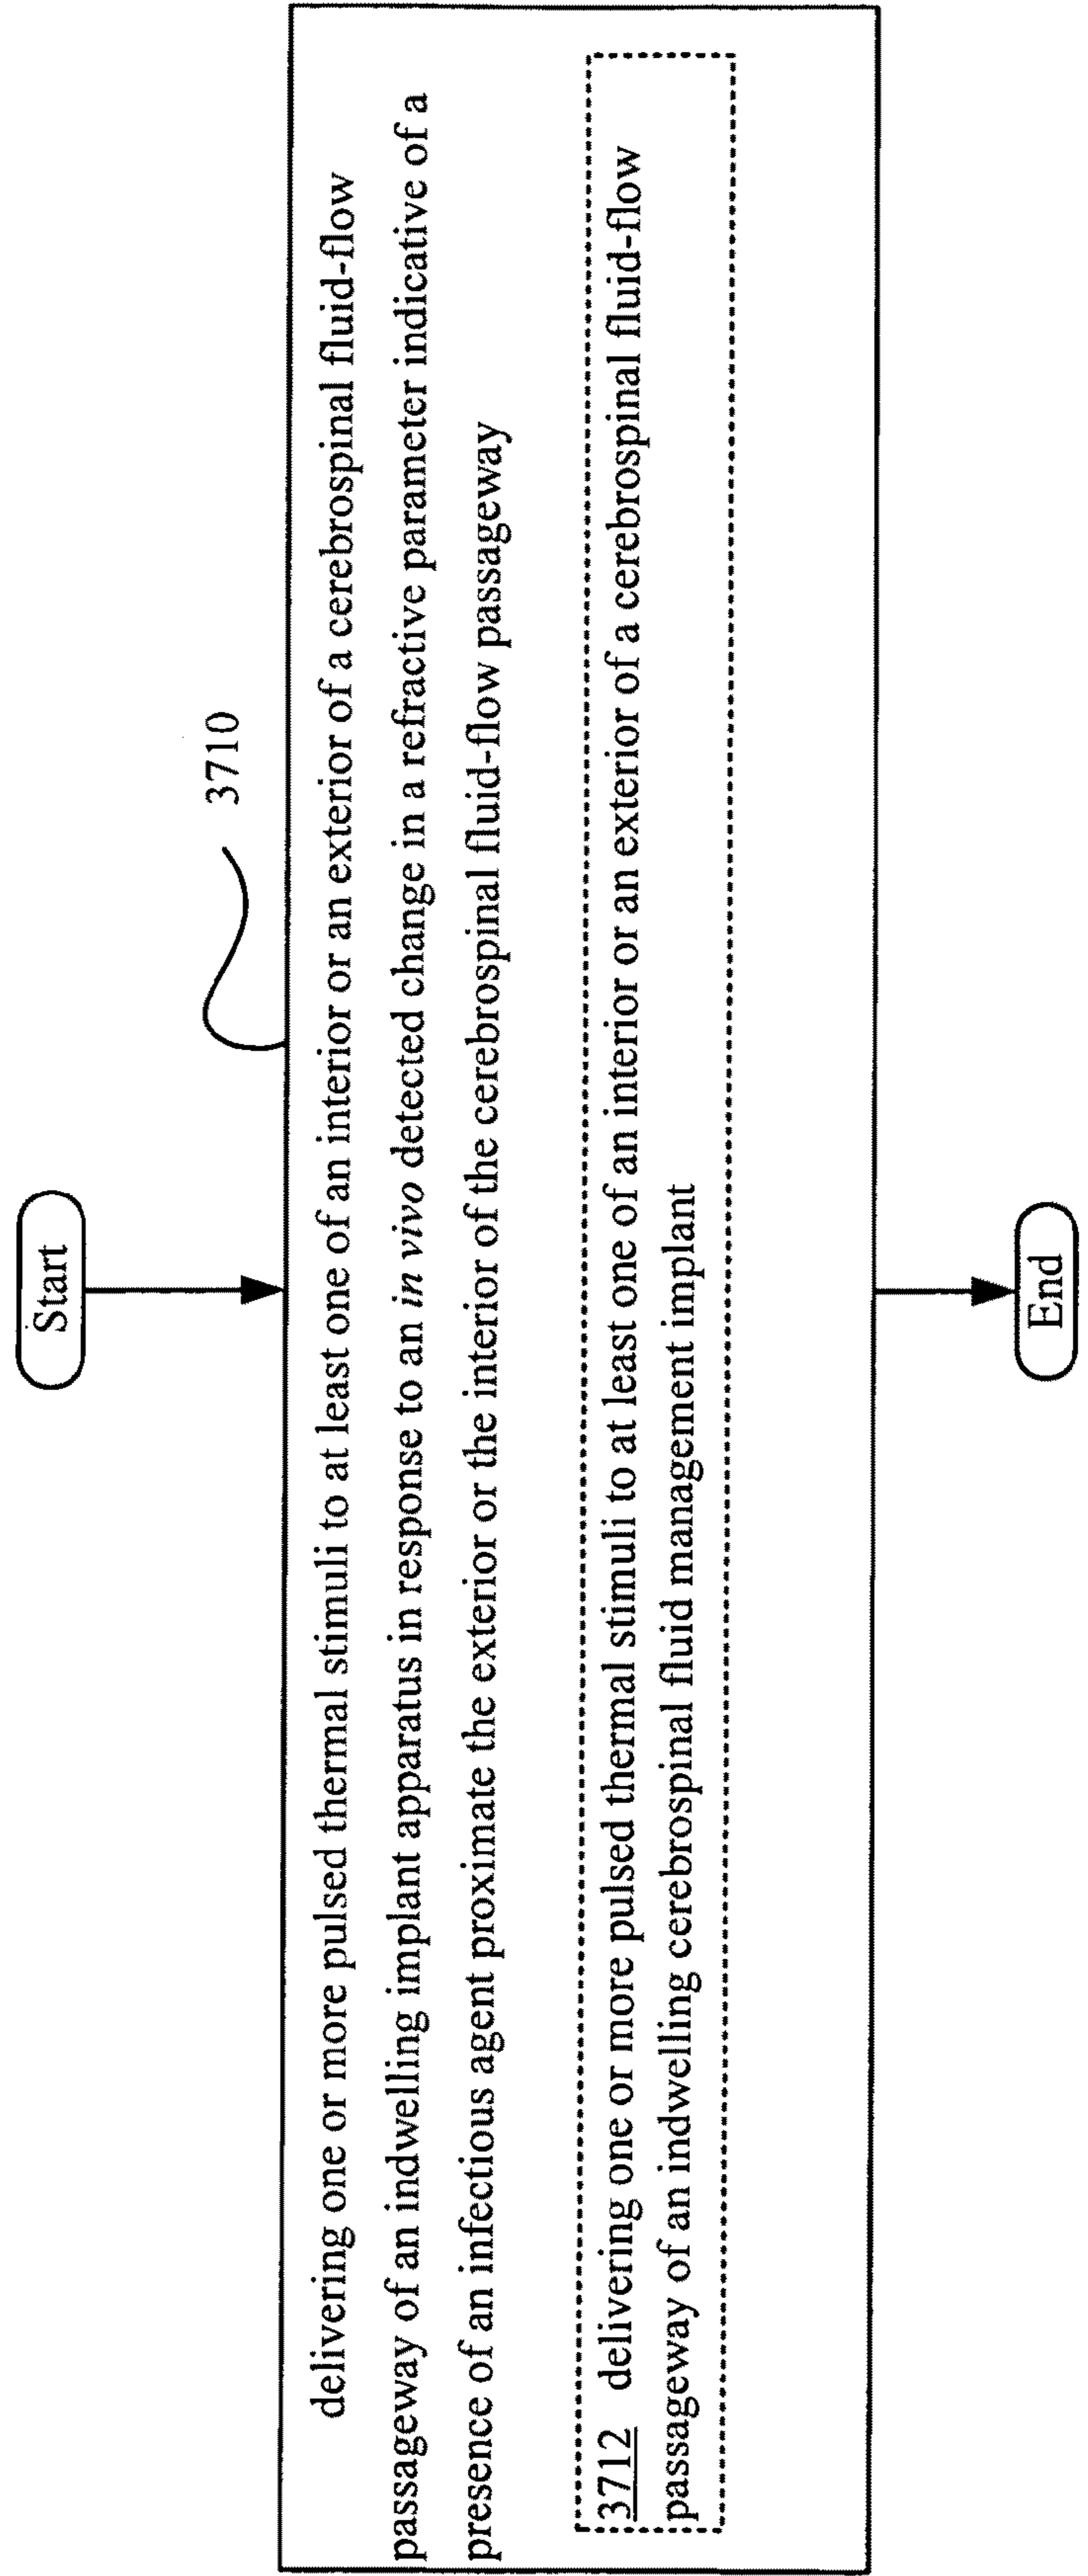 Start
3710
delivering one or more pulsed thermal stimuli to at least one of an interior or an exterior of a cerebrospinal fluid-flow
passageway of an indwelling implant apparatus in response to an in vivo detected change in a refractive parameter indicative of a
presence of an infectious agent proximate the exterior or the interior of the cerebrospinal fluid-flow passageway
3712 delivering one or more pulsed thermal stimuli to at least one of an interior or an exterior of a cerebrospinal fluid-flow
passageway of an indwelling cerebrospinal fluid management implant
End